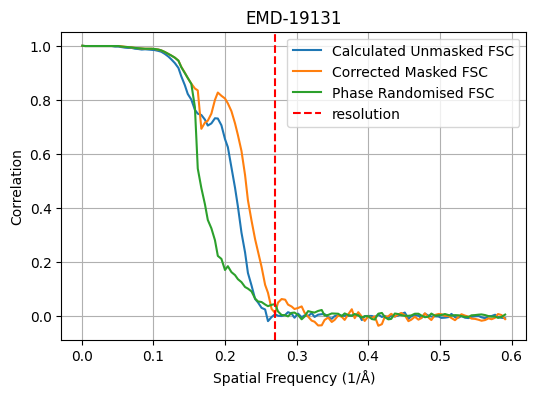 EMD-19131
Calculated Unmasked FSC
Corrected Masked FSC
Phase Randomised FSC
resolution
Correlation
1.0
0.8
0.6
0.4
0.2
0.0
0.0 0.1 0.2 0.3 0.4 0.5 0.6
Spatial Frequency (1/Å)